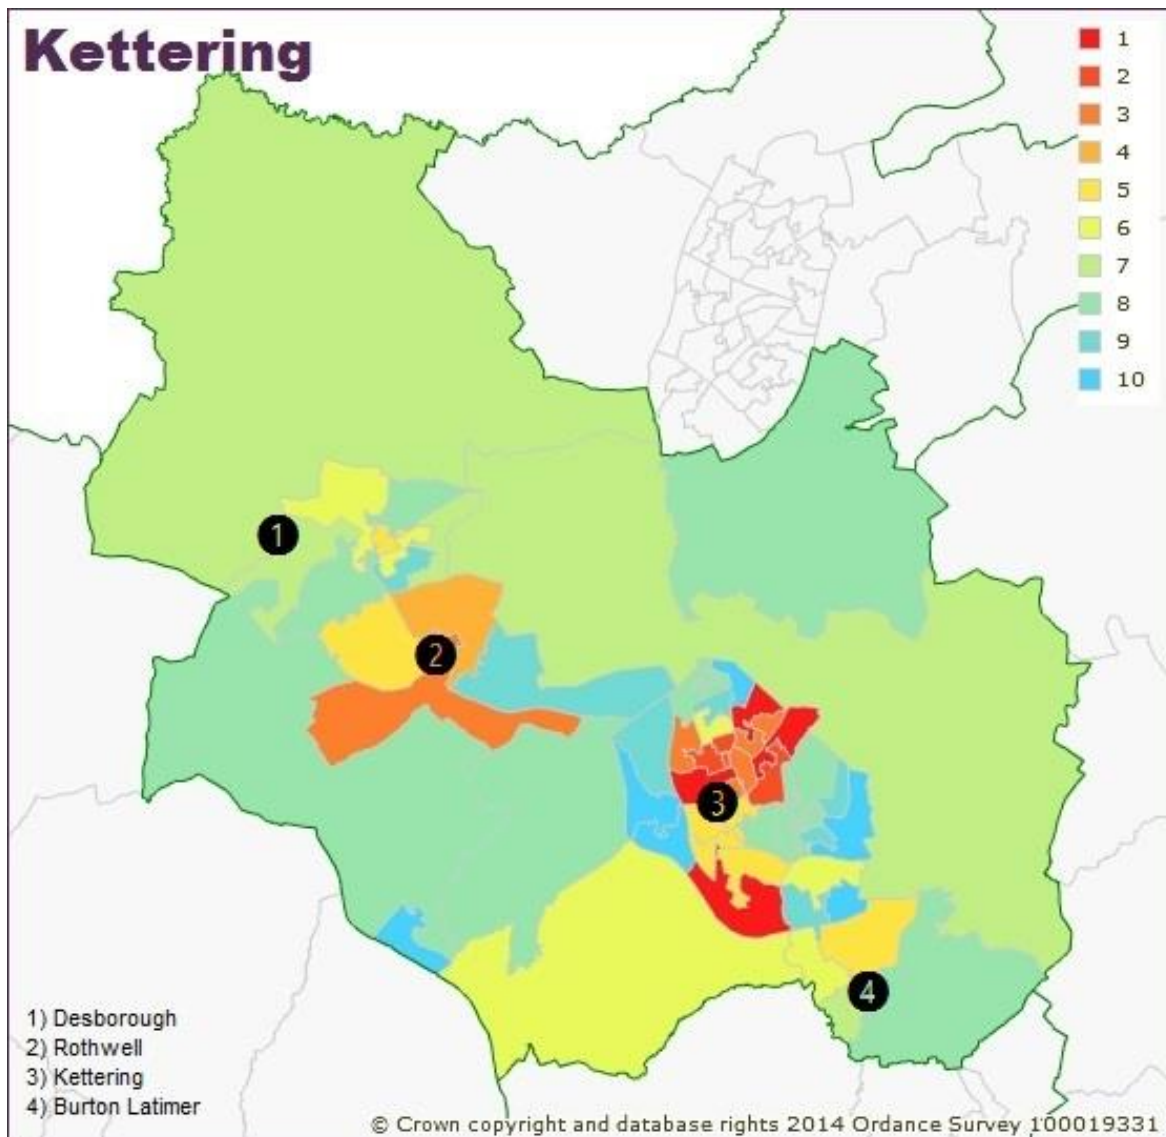 Kettering
1
2
3
4
5
6
7
8
9
10
1
2
3
4
1) Desborough
2) Rothwell
3) Kettering
4) Burton Latimer
© Crown copyright and database rights 2014 Ordance Survey 100019331